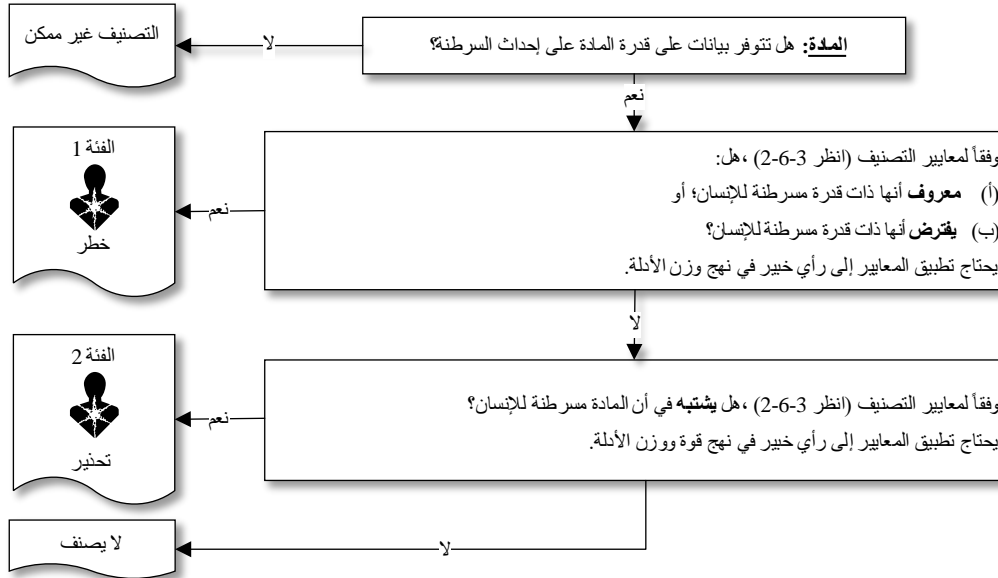 المادة: هل تتوفر بيانات على قدرة المادة على إحداث السرطنة؟
لا
التصنيف غير ممكن
نعم
وفقاً لمعايير التصنيف (انظر 3-6-2) ،هل:
(أ) معروف أنها ذات قدرة مسرطنة للإنسان؛ أو
(ب) يفترض أنها ذات قدرة مسرطنة للإنسان؟
يحتاج تطبيق المعايير إلى رأي خبير في نهج وزن الأدلة.
نعم
الفئة 1
خطر
لا
وفقاً لمعايير التصنيف (انظر 3-6-2) ،هل يشتبه في أن المادة مسرطنة للإنسان؟
يحتاج تطبيق المعايير إلى رأي خبير في نهج قوة ووزن الأدلة.
نعم
الفئة 2
تحذير
لا
لا يصنف